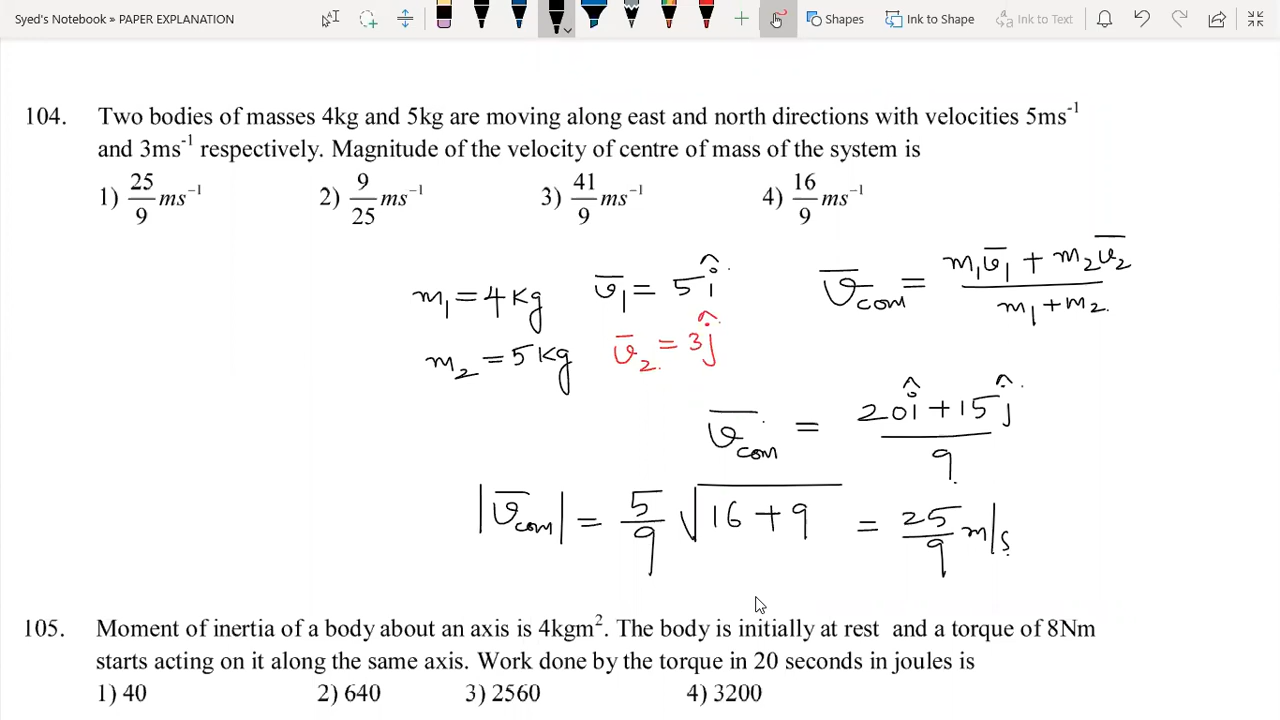 Syed's Notebook » PAPER EXPLANATION
Shapes Ink to Shape Ink to Text
104. Two bodies of masses 4kg and 5kg are moving along east and north directions with velocities 5ms⁻¹
and 3ms⁻¹ respectively. Magnitude of the velocity of centre of mass of the system is
1) 25/9 ms⁻¹ 2) 9/25 ms⁻¹ 3) 41/9 ms⁻¹ 4) 16/9 ms⁻¹
m₁ = 4 Kg v̅₁ = 5î v̅com = (m₁v̅₁ + m₂v̅₂)/(m₁ + m₂)
m₂ = 5 Kg v̅₂ = 3ĵ
v̅com = (20î + 15ĵ)/9
|v̅com| = 5/9 √(16 + 9) = 25/9 m/s
105. Moment of inertia of a body about an axis is 4kgm². The body is initially at rest and a torque of 8Nm
starts acting on it along the same axis. Work done by the torque in 20 seconds in joules is
1) 40 2) 640 3) 2560 4) 3200